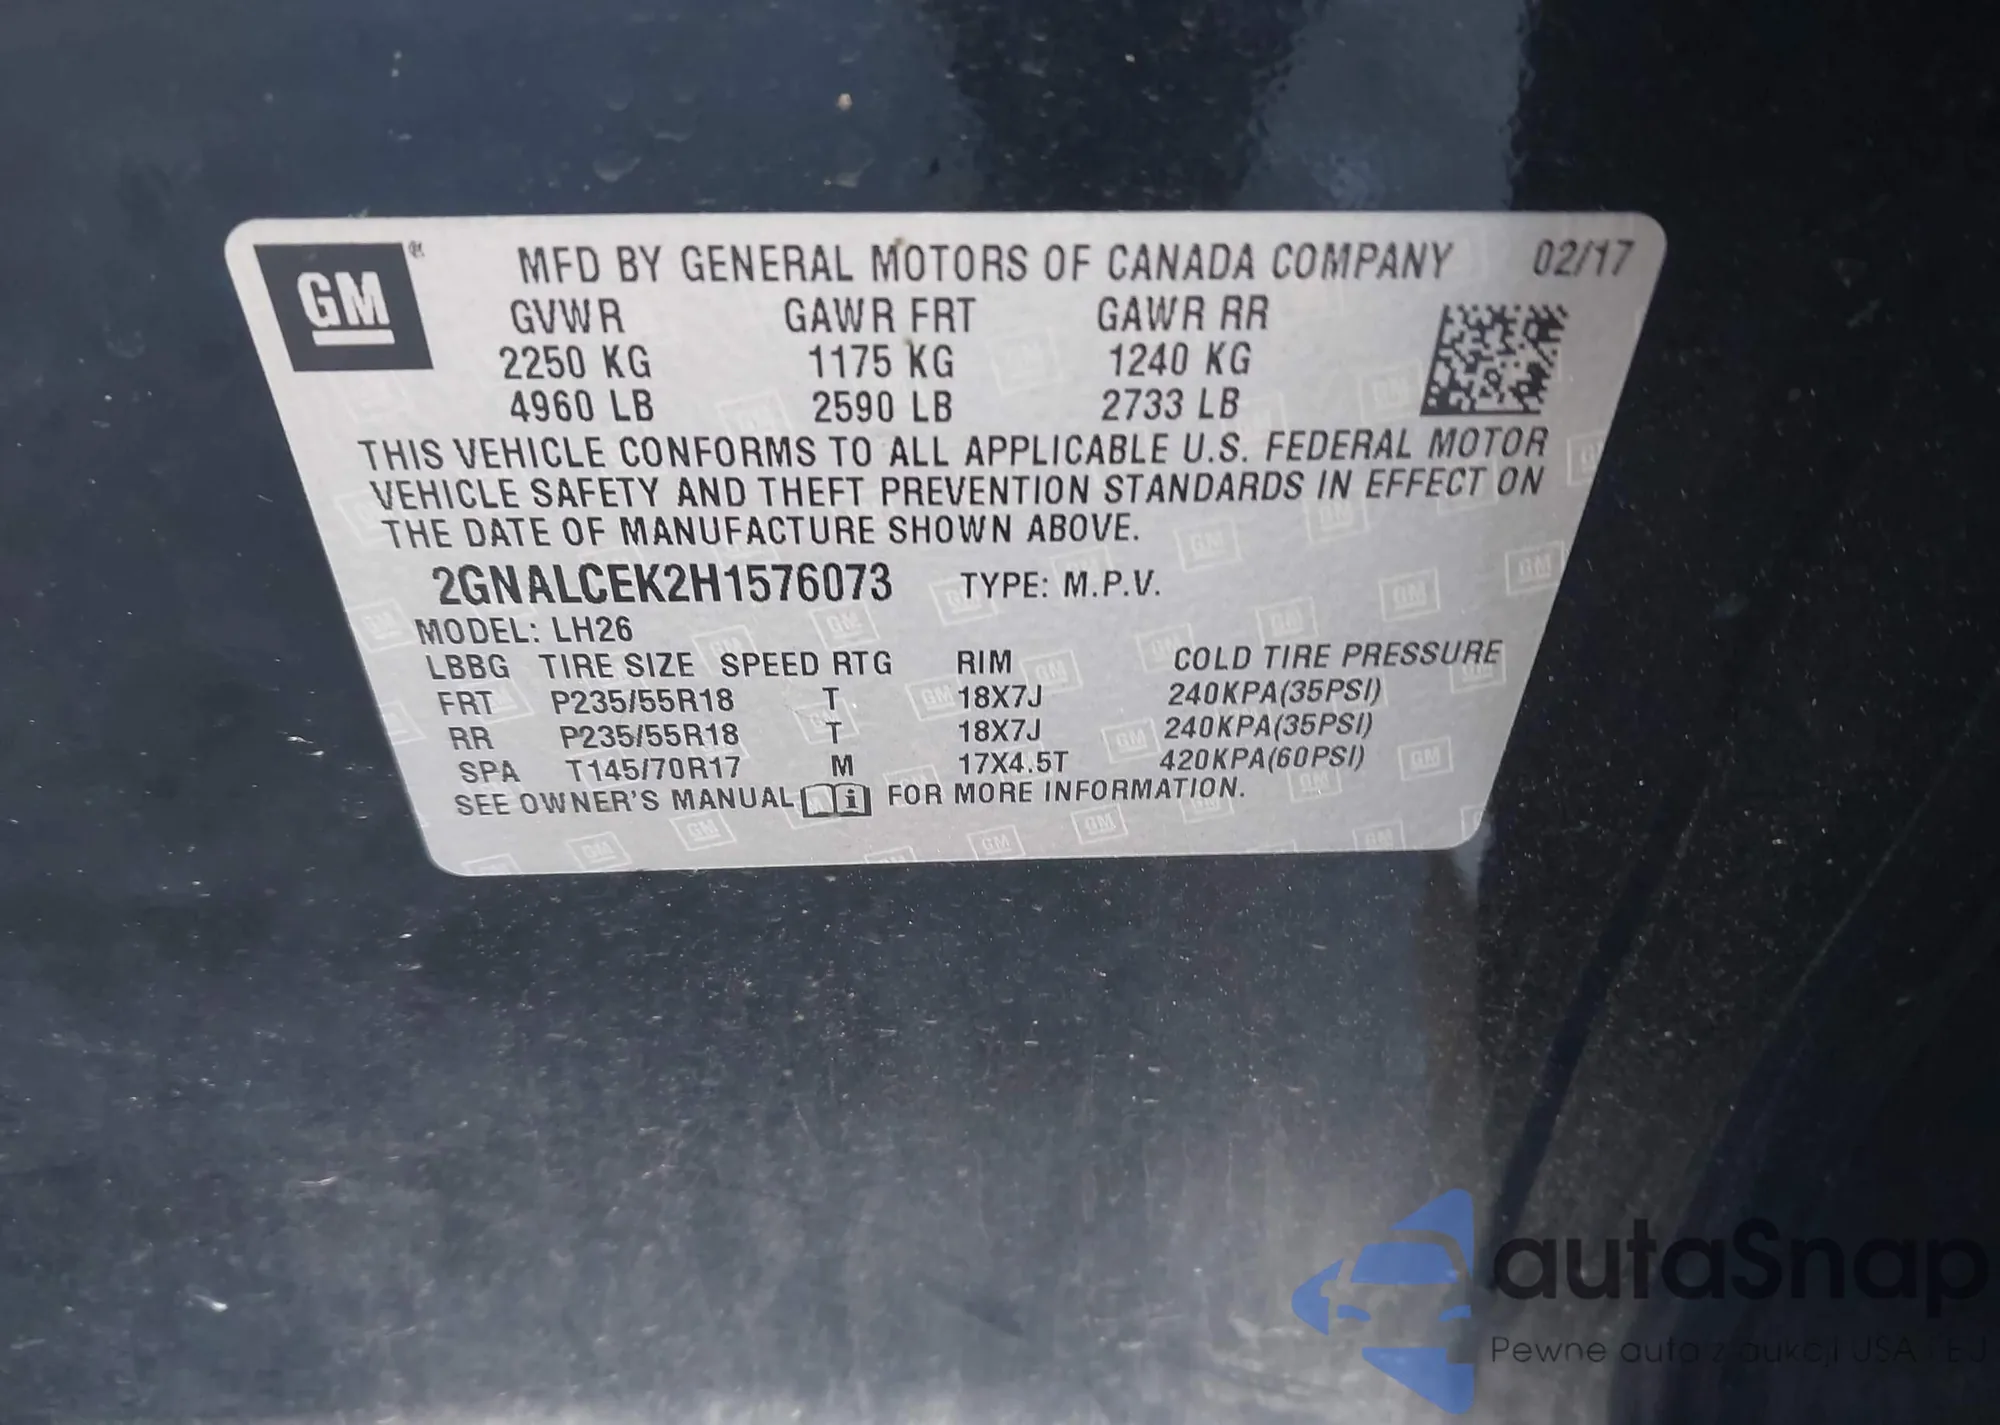 GM ® MFD BY GENERAL MOTORS OF CANADA COMPANY 02/17
GVWR GAWR FRT GAWR RR
2250 KG 1175 KG 1240 KG
4960 LB 2590 LB 2733 LB
THIS VEHICLE CONFORMS TO ALL APPLICABLE U.S. FEDERAL MOTOR
VEHICLE SAFETY AND THEFT PREVENTION STANDARDS IN EFFECT ON
THE DATE OF MANUFACTURE SHOWN ABOVE.
2GNALCEK2H1576073 TYPE: M.P.V.
MODEL: LH26
LBBG TIRE SIZE SPEED RTG RIM COLD TIRE PRESSURE
FRT P235/55R18 T 18X7J 240KPA(35PSI)
RR P235/55R18 T 18X7J 240KPA(35PSI)
SPA T145/70R17 M 17X4.5T 420KPA(60PSI)
SEE OWNER'S MANUAL FOR MORE INFORMATION.
autaSnap
Pewne auta z aukcji USA